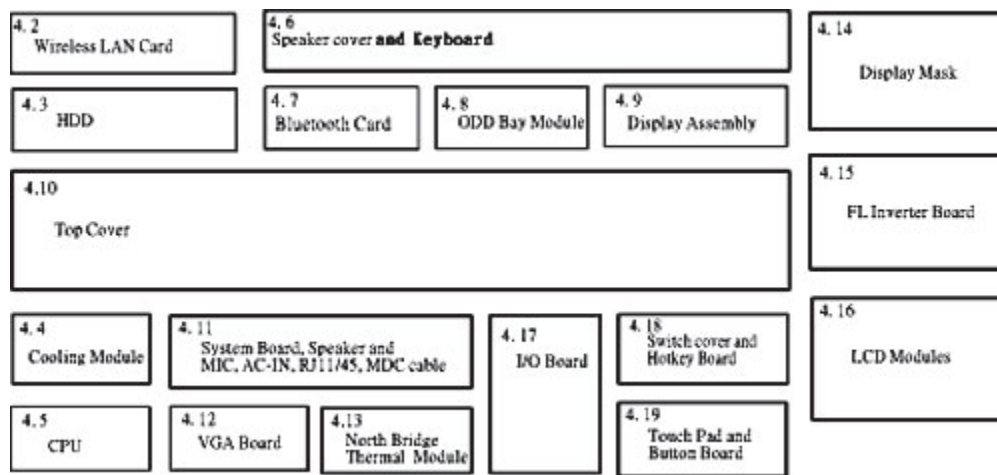 4. 2
Wireless LAN Card
4. 6
Speaker cover and Keyboard
4. 14
Display Mask
4. 3
HDD
4. 7
Bluetooth Card
4. 8
ODD Bay Module
4. 9
Display Assembly
4.10
Top Cover
4. 15
FL Inverter Board
4. 4
Cooling Module
4. 11
System Board, Speaker and
MIC, AC-IN, RJ11/45, MDC cable
4. 17
I/O Board
4. 18
Switch cover and
Hotkey Board
4. 16
LCD Modules
4. 5
CPU
4. 12
VGA Board
4. 13
North Bridge
Thermal Module
4. 19
Touch Pad and
Button Board